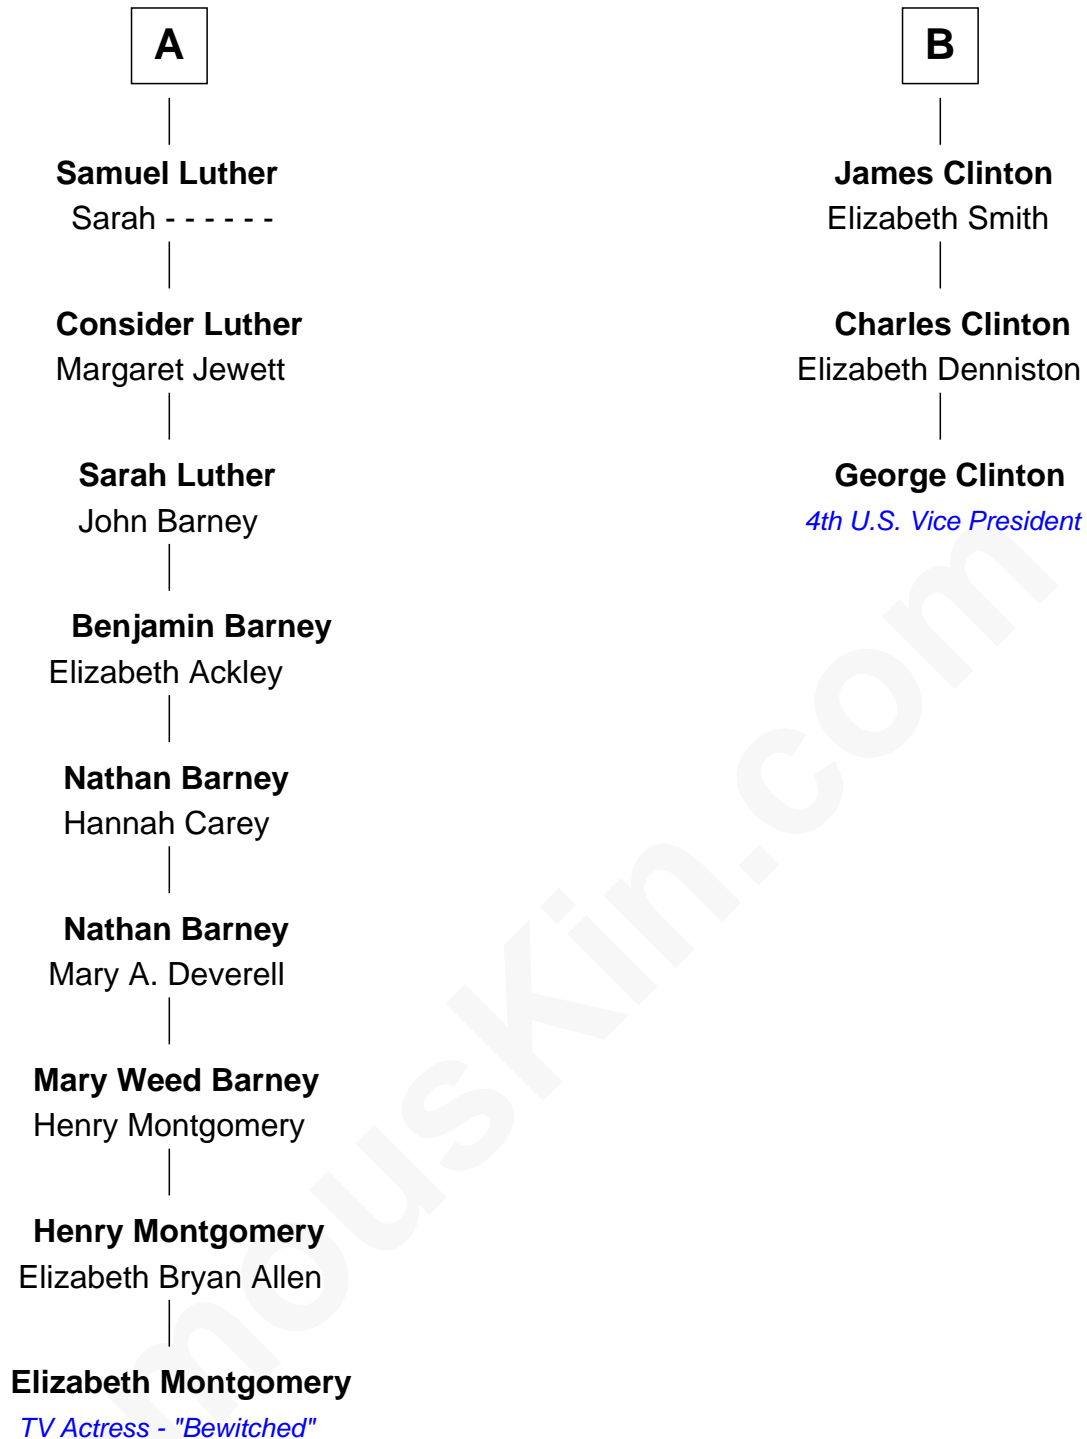 A
Samuel Luther
Sarah - - - - - -
Consider Luther
Margaret Jewett
Sarah Luther
John Barney
Benjamin Barney
Elizabeth Ackley
Nathan Barney
Hannah Carey
Nathan Barney
Mary A. Deverell
Mary Weed Barney
Henry Montgomery
Henry Montgomery
Elizabeth Bryan Allen
Elizabeth Montgomery
TV Actress - "Bewitched"
B
James Clinton
Elizabeth Smith
Charles Clinton
Elizabeth Denniston
George Clinton
4th U.S. Vice President
mousKin.com